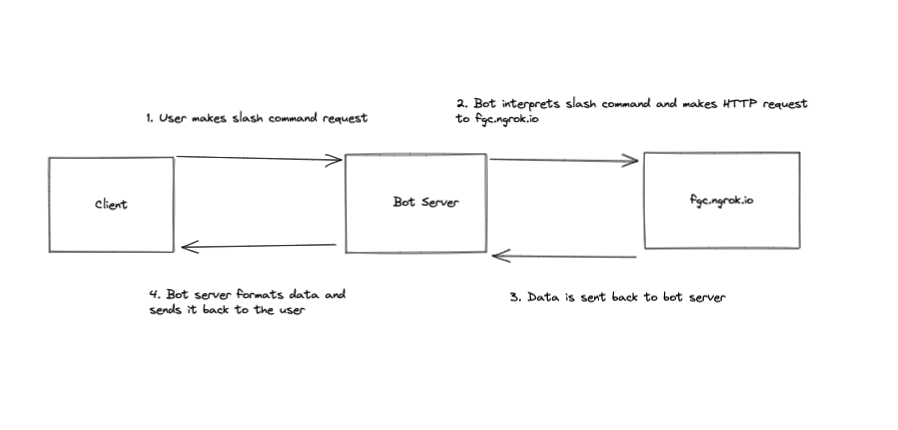 2. Bot interprets slash command and makes HTTP request
to fgc.ngrok.io
1. User makes slash command request
Client
Bot Server
fgc.ngrok.io
4. Bot server formats data and
sends it back to the user
3. Data is sent back to bot server